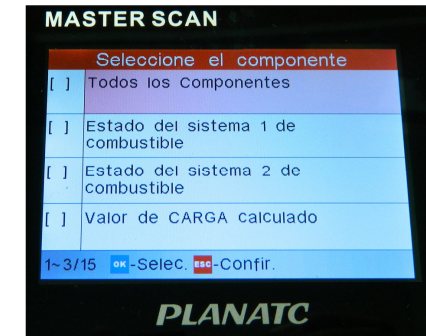 MASTER SCAN
Seleccione el componente
[ ] Todos los Componentes
[ ] Estado del sistema 1 de
combustible
[ ] Estado del sistema 2 de
combustible
[ ] Valor de CARGA calculado
1~3/15 OK-Selec. ESC-Confir.
PLANATC